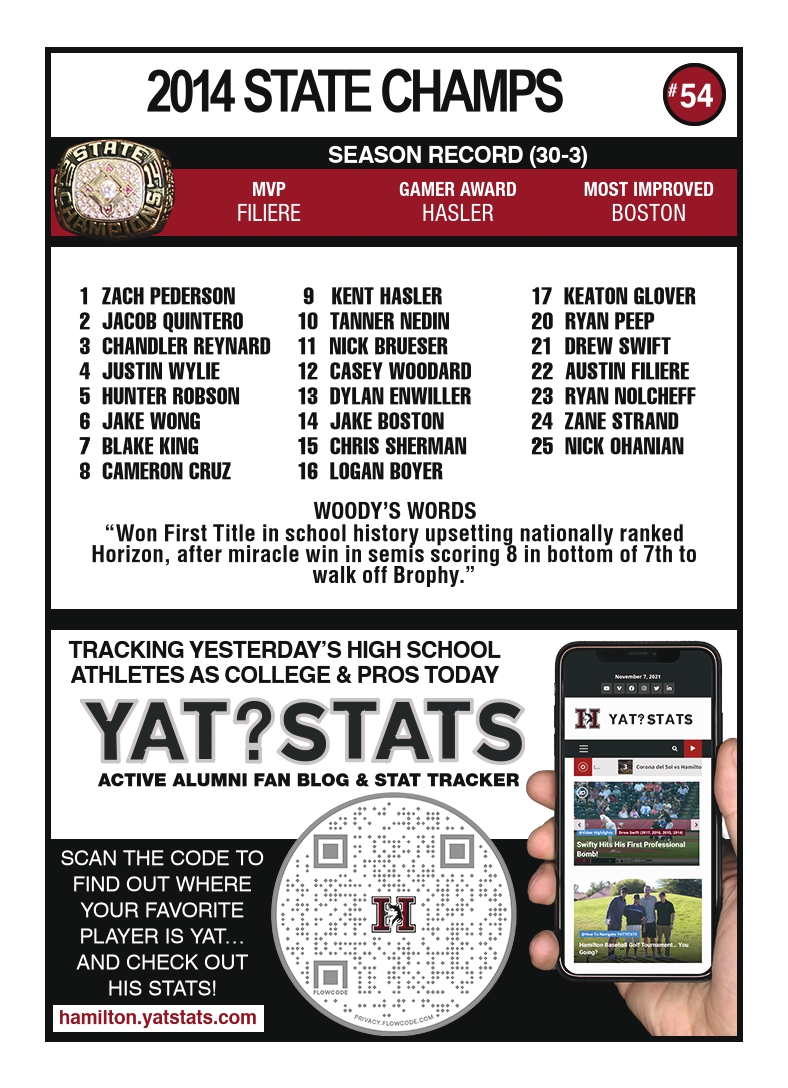 2014 STATE CHAMPS
#54
STATE
CHAMPIONS
SEASON RECORD (30-3)
MVP
FILIERE
GAMER AWARD
HASLER
MOST IMPROVED
BOSTON
1 ZACH PEDERSON
2 JACOB QUINTERO
3 CHANDLER REYNARD
4 JUSTIN WYLIE
5 HUNTER ROBSON
6 JAKE WONG
7 BLAKE KING
8 CAMERON CRUZ
9 KENT HASLER
10 TANNER NEDIN
11 NICK BRUESER
12 CASEY WOODARD
13 DYLAN ENWILLER
14 JAKE BOSTON
15 CHRIS SHERMAN
16 LOGAN BOYER
17 KEATON GLOVER
20 RYAN PEEP
21 DREW SWIFT
22 AUSTIN FILIERE
23 RYAN NOLCHEFF
24 ZANE STRAND
25 NICK OHANIAN
WOODY’S WORDS
“Won First Title in school history upsetting nationally ranked
Horizon, after miracle win in semis scoring 8 in bottom of 7th to
walk off Brophy.”
TRACKING YESTERDAY’S HIGH SCHOOL
ATHLETES AS COLLEGE & PROS TODAY
YAT?STATS
ACTIVE ALUMNI FAN BLOG & STAT TRACKER
SCAN THE CODE TO
FIND OUT WHERE
YOUR FAVORITE
PLAYER IS YAT...
AND CHECK OUT
HIS STATS!
hamilton.yatstats.com
H
FLOWCODE
PRIVACY.FLOWCODE.COM
November 7, 2021
H YAT?STATS
Corona del Sol vs Hamilto
@Video Highlights Drew Swift (2017, 2016, 2015, 2014)
Swifty Hits His First Professional
Bomb!
@How To Navigate YAT?STATS
Hamilton Baseball Golf Tournament... You
Going?